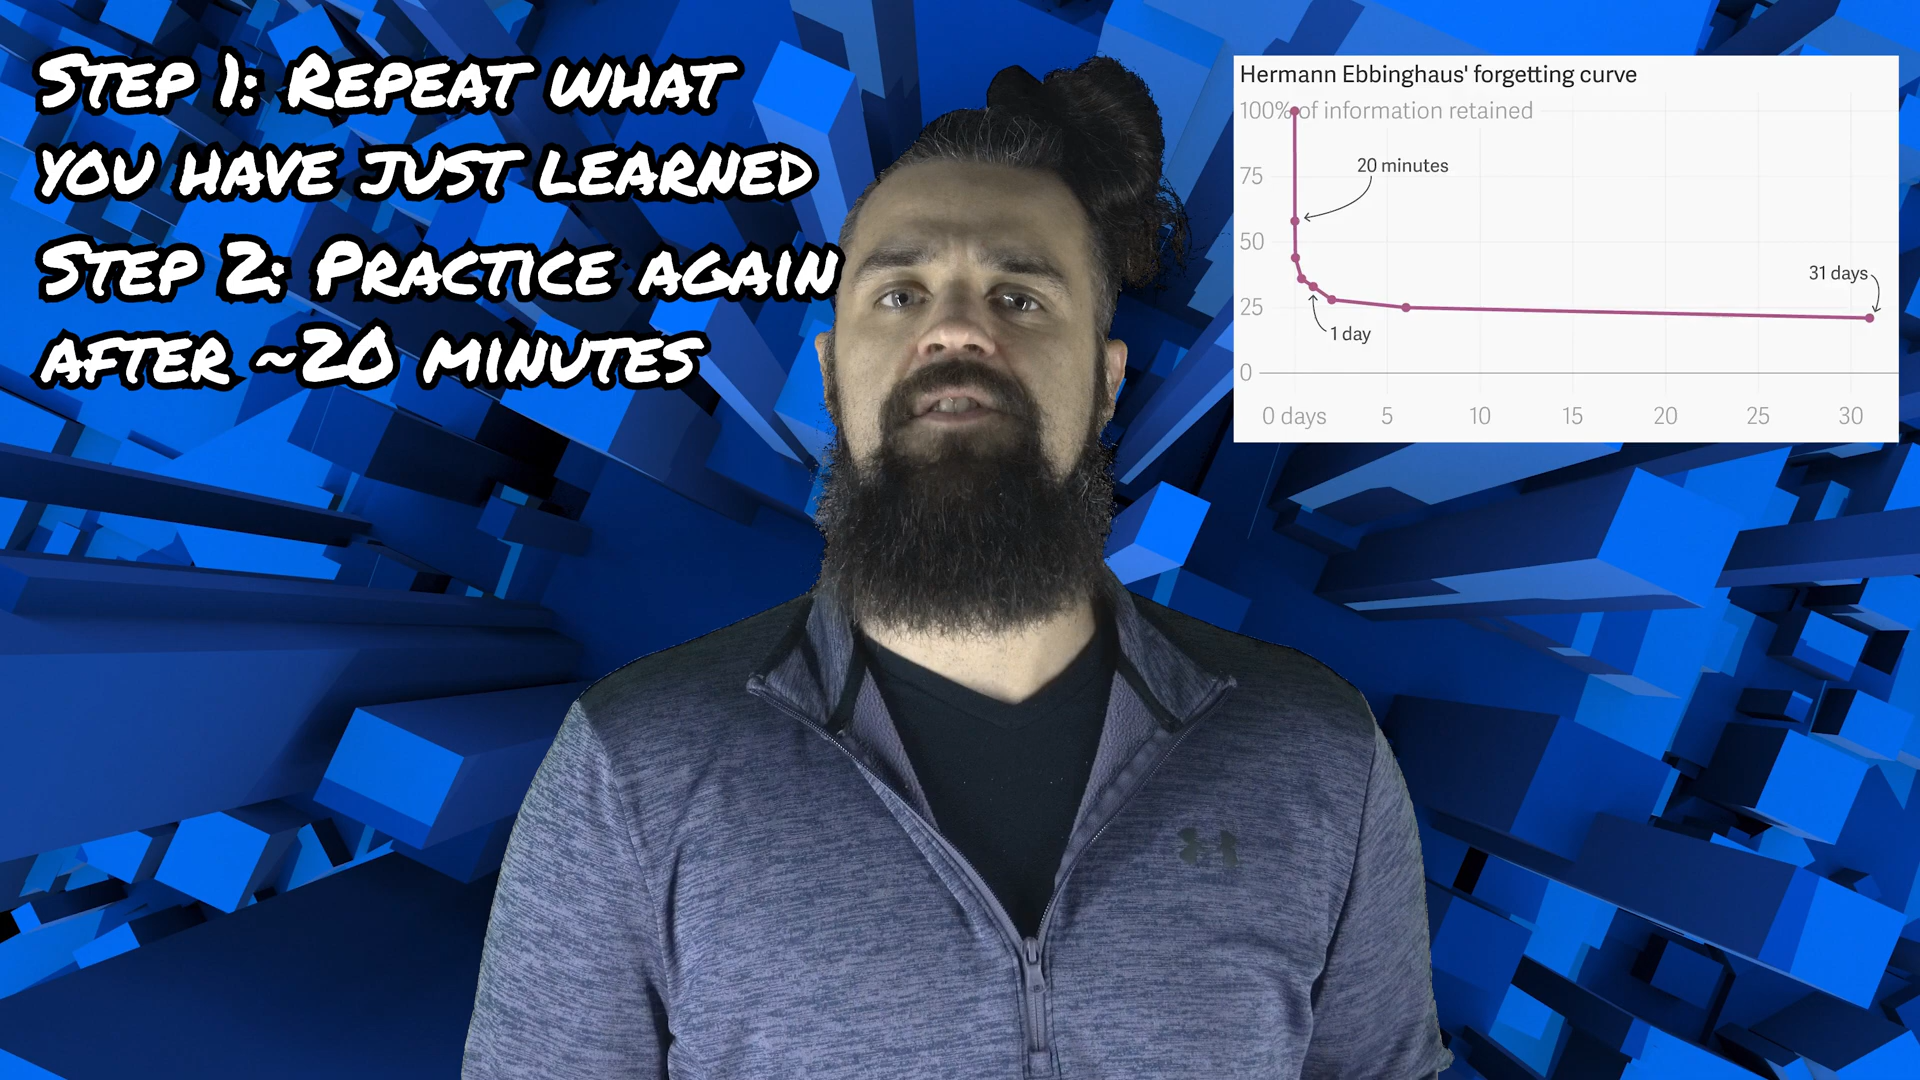 Step 1: Repeat what
you have just learned
Step 2: Practice again
after ~20 minutes
Hermann Ebbinghaus' forgetting curve
100% of information retained
20 minutes
75
50
31 days
25
1 day
0
0 days 5 10 15 20 25 30